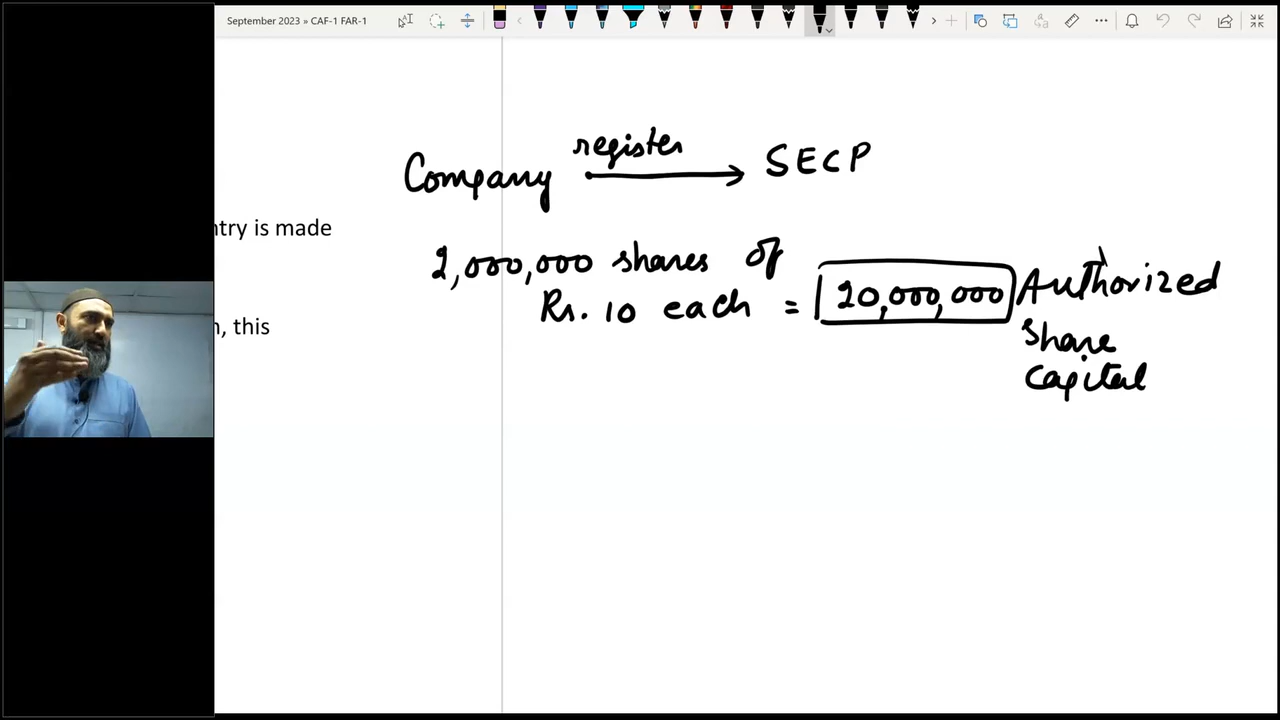 September 2023 » CAF-1 FAR-1
register
Company → SECP
ntry is made
2,000,000 shares of
Rs. 10 each = 20,000,000 Authorized
, this
Share
Capital